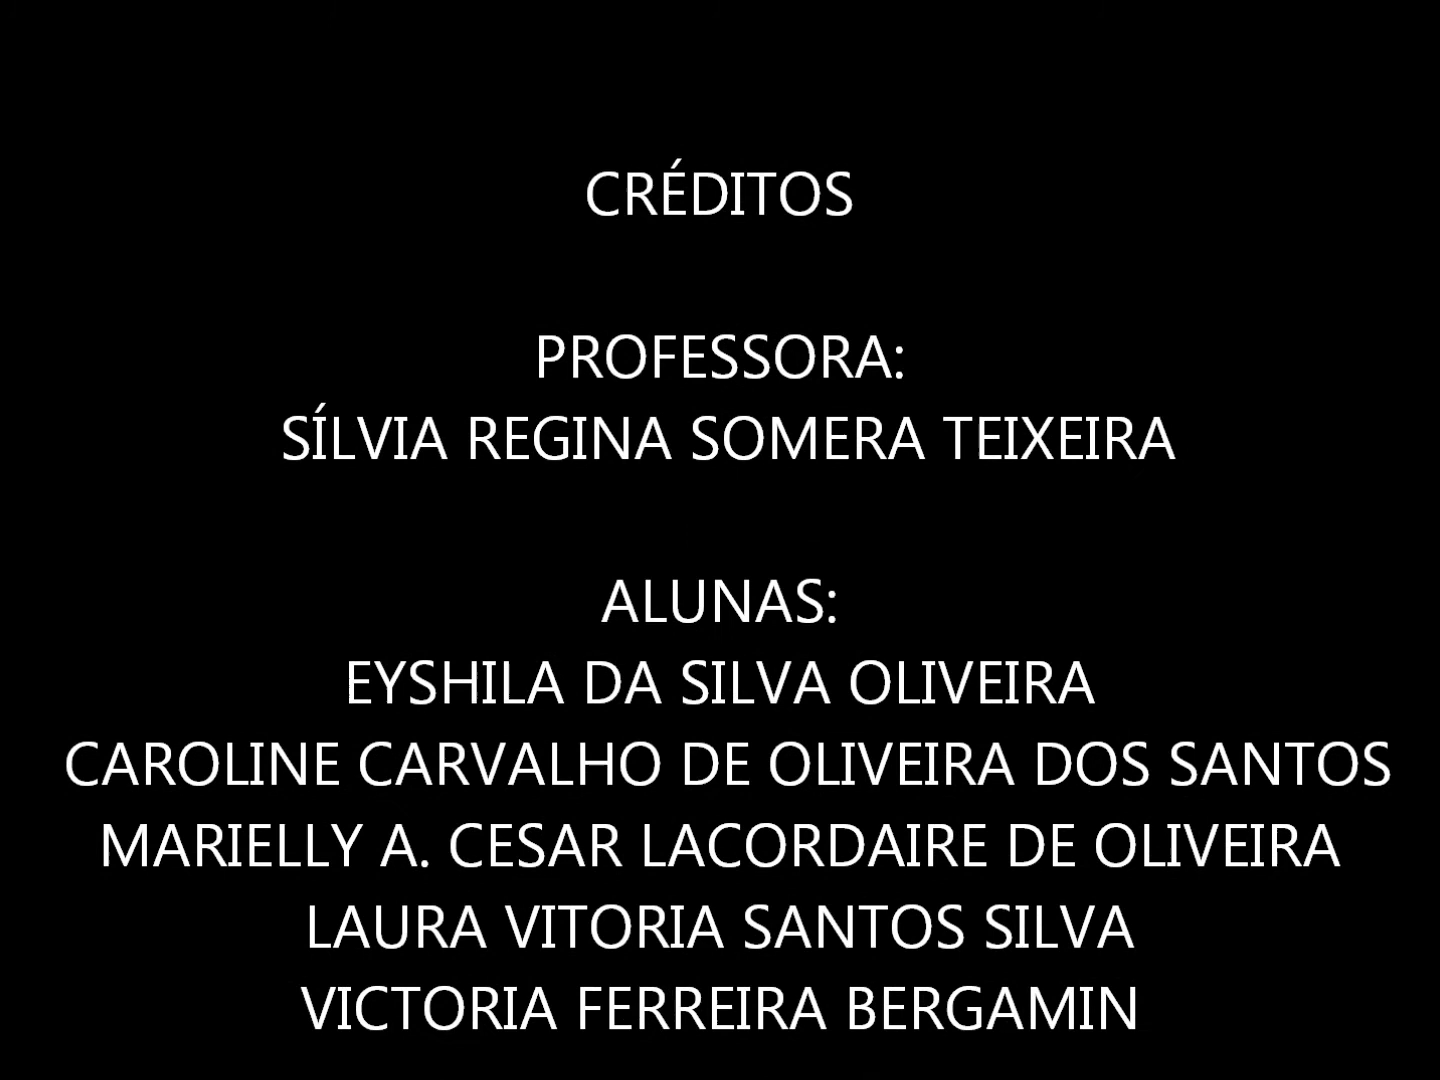 CRÉDITOS
PROFESSORA:
SÍLVIA REGINA SOMERA TEIXEIRA
ALUNAS:
EYSHILA DA SILVA OLIVEIRA
CAROLINE CARVALHO DE OLIVEIRA DOS SANTOS
MARIELLY A. CESAR LACORDAIRE DE OLIVEIRA
LAURA VITORIA SANTOS SILVA
VICTORIA FERREIRA BERGAMIN